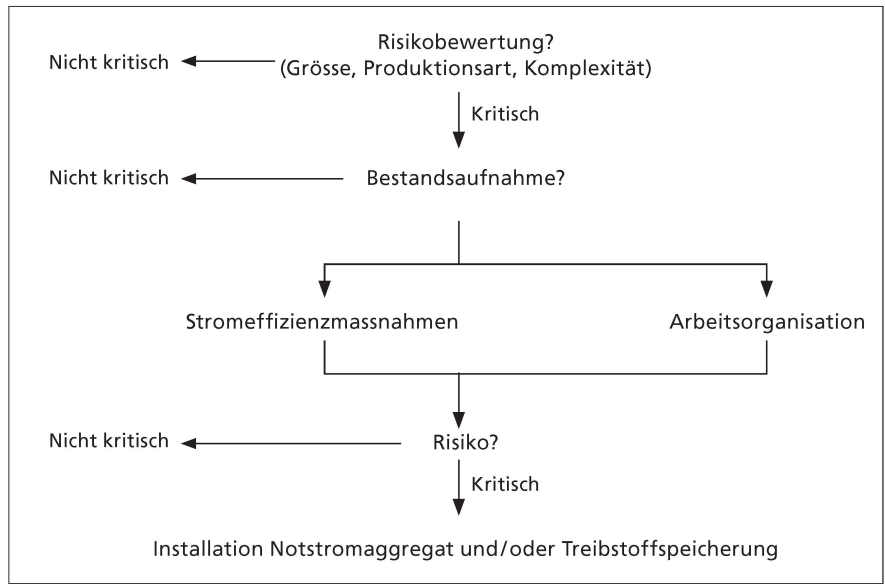 Risikobewertung?
Nicht kritisch
(Grösse, Produktionsart, Komplexität)
Kritisch
Nicht kritisch
Bestandsaufnahme?
Stromeffizienzmassnahmen
Arbeitsorganisation
Nicht kritisch
Risiko?
Kritisch
Installation Notstromaggregat und/oder Treibstoffspeicherung